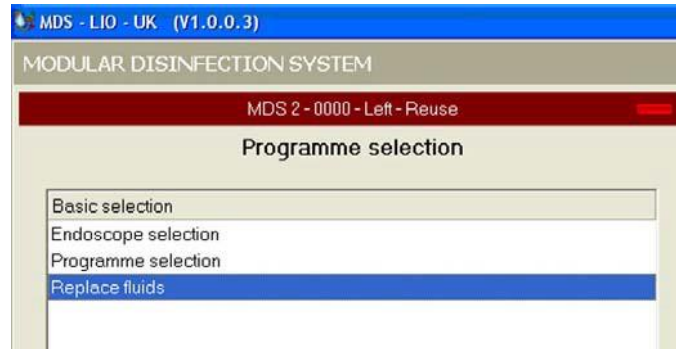 MDS - LIO - UK (V1.0.0.3)
MODULAR DISINFECTION SYSTEM
MDS 2 - 0000 - Left - Reuse
Programme selection
Basic selection
Endoscope selection
Programme selection
Replace fluids